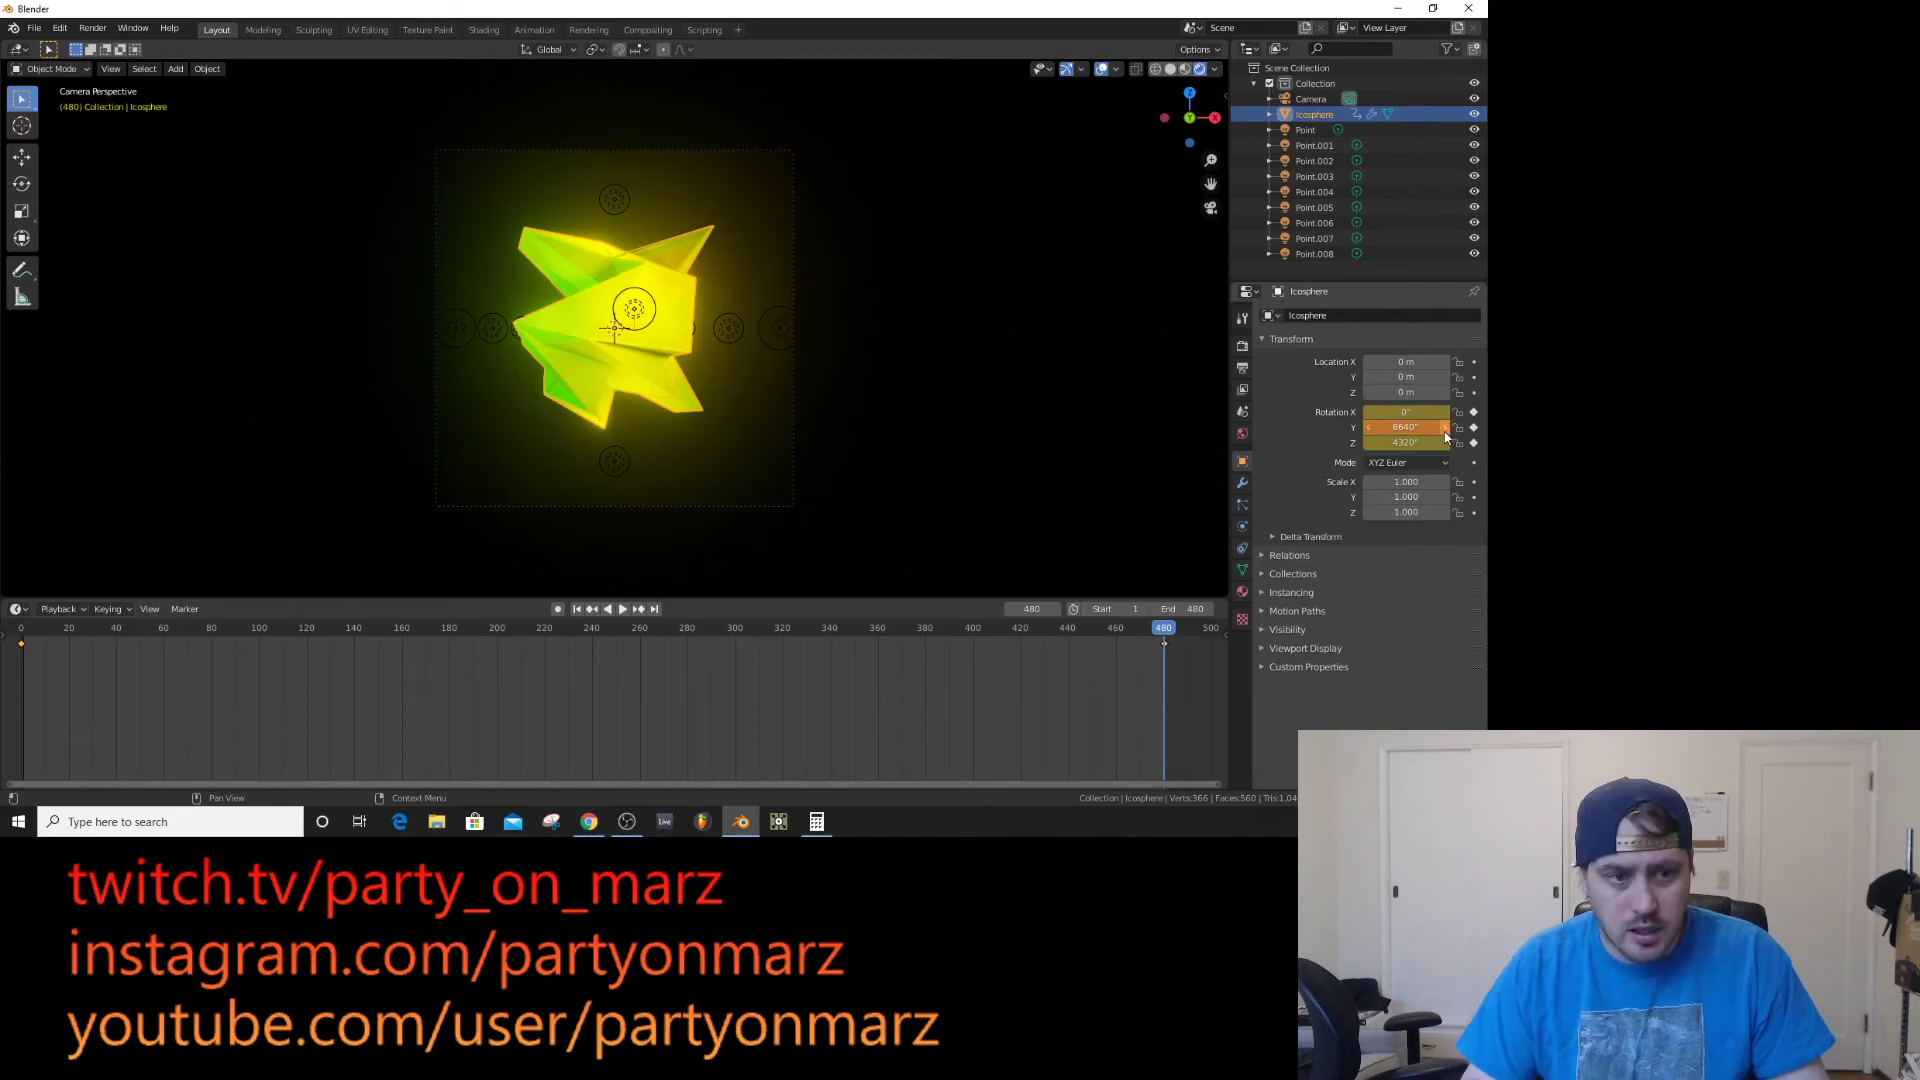 Blender
File Edit Render Window Help
Layout Modeling Sculpting UV Editing Texture Paint Shading Animation Rendering Compositing Scripting +
Scene
View Layer
Global
Options
Object Mode View Select Add Object
Camera Perspective
(480) Collection | Icosphere
Z
Y
X
Scene Collection
Collection
Camera
Icosphere
Point
Point.001
Point.002
Point.003
Point.004
Point.005
Point.006
Point.007
Point.008
Icosphere
Icosphere
Transform
Location X 0 m
Y 0 m
Z 0 m
Rotation X 0°
Y 8640°
Z 4320°
Mode XYZ Euler
Scale X 1.000
Y 1.000
Z 1.000
Delta Transform
Relations
Collections
Instancing
Motion Paths
Visibility
Viewport Display
Custom Properties
Playback Keying View Marker
480 Start 1 End 480
0 20 40 60 80 100 120 140 160 180 200 220 240 260 280 300 320 340 360 380 400 420 440 460 480 500
Pan View Context Menu
Collection | Icosphere | Verts:366 | Faces:560 | Tris:1,04
Type here to search
Live
twitch.tv/party_on_marz
instagram.com/partyonmarz
youtube.com/user/partyonmarz